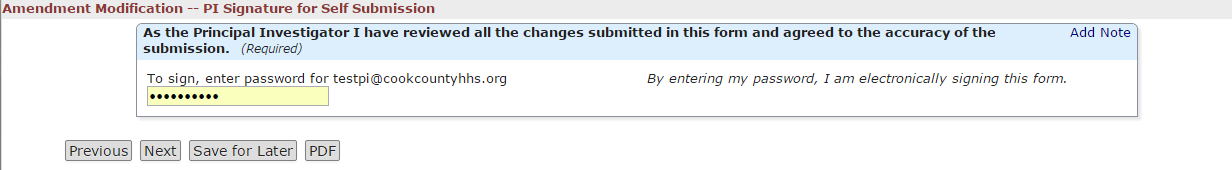 Amendment Modification -- PI Signature for Self Submission
As the Principal Investigator I have reviewed all the changes submitted in this form and agreed to the accuracy of the Add Note
submission. (Required)
To sign, enter password for testpi@cookcountyhhs.org By entering my password, I am electronically signing this form.
••••••••••
Previous Next Save for Later PDF